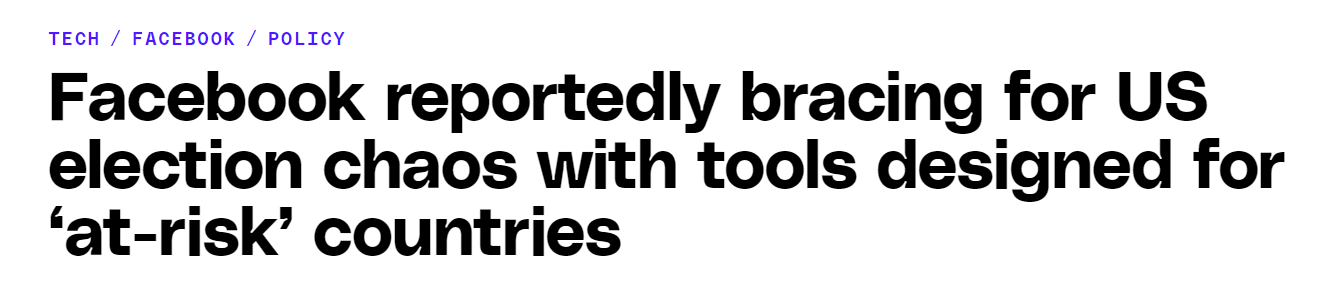 TECH / FACEBOOK / POLICY
Facebook reportedly bracing for US
election chaos with tools designed for
‘at-risk’ countries